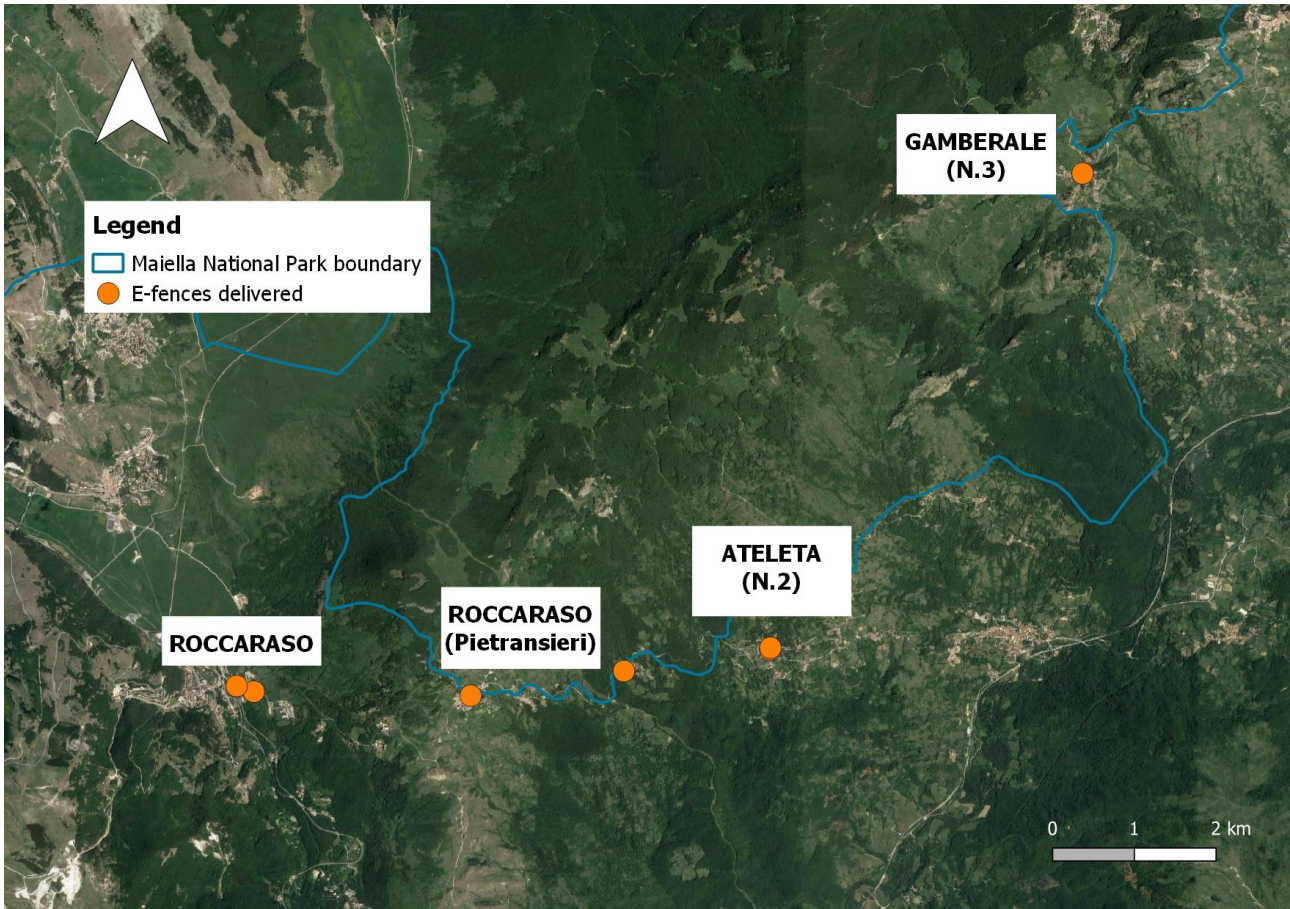 GAMBERALE
(N.3)
Legend
Maiella National Park boundary
E-fences delivered
ATELETA
(N.2)
ROCCARASO
(Pietransieri)
ROCCARASO
0 1 2 km